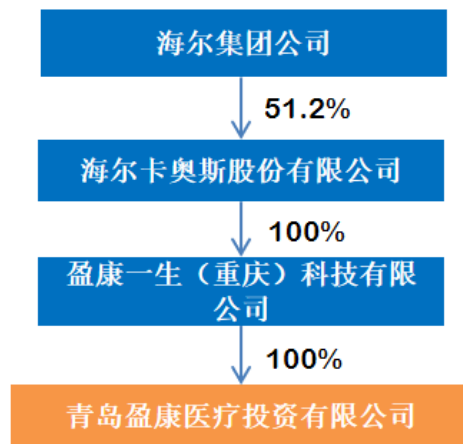 海尔集团公司
51.2%
海尔卡奥斯股份有限公司
100%
盈康一生（重庆）科技有限
公司
100%
青岛盈康医疗投资有限公司